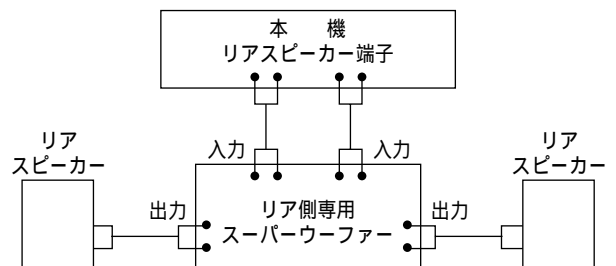 本　機
リアスピーカー端子
入力
入力
リア
スピーカー
リア
スピーカー
出力
リア側専用
スーパーウーファー
出力